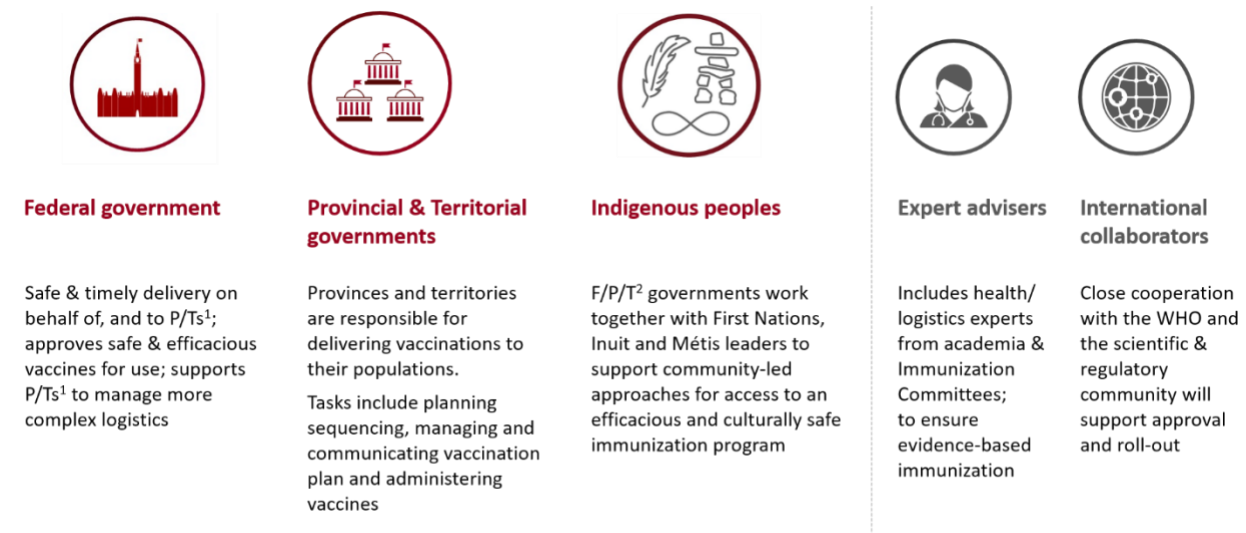 Federal government
Safe & timely delivery on
behalf of, and to P/Ts¹;
approves safe & efficacious
vaccines for use; supports
P/Ts¹ to manage more
complex logistics
Provincial & Territorial
governments
Provinces and territories
are responsible for
delivering vaccinations to
their populations.
Tasks include planning
sequencing, managing and
communicating vaccination
plan and administering
vaccines
Indigenous peoples
F/P/T² governments work
together with First Nations,
Inuit and Métis leaders to
support community-led
approaches for access to an
efficacious and culturally safe
immunization program
Expert advisers
Includes health/
logistics experts
from academia &
Immunization
Committees;
to ensure
evidence-based
immunization
International
collaborators
Close cooperation
with the WHO and
the scientific &
regulatory
community will
support approval
and roll-out